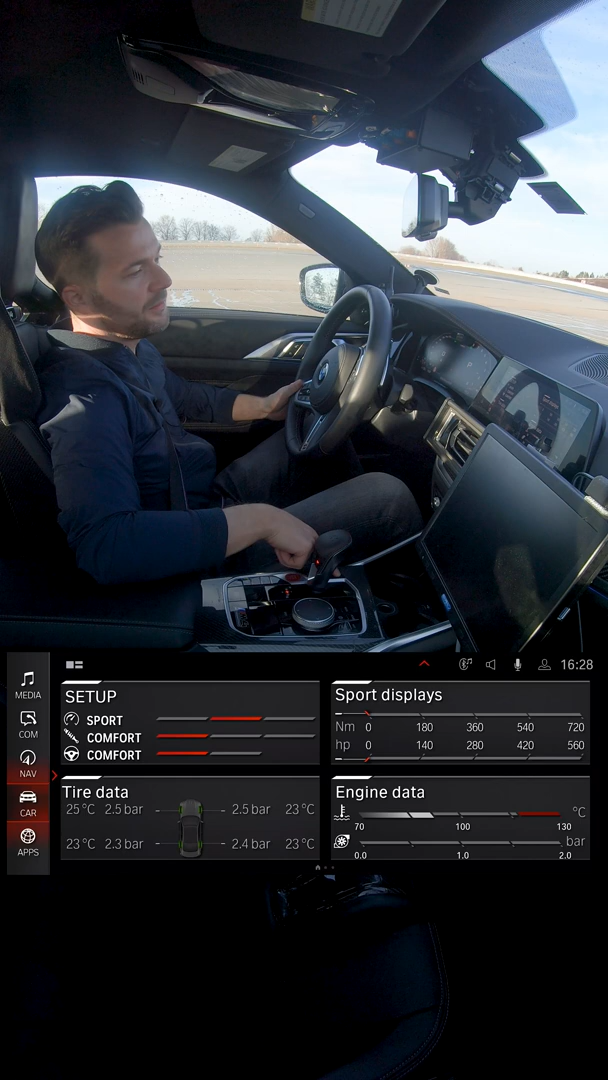 16:28
MEDIA
COM
NAV
CAR
APPS
SETUP
SPORT
COMFORT
COMFORT
Sport displays
Nm 0 180 360 540 720
hp 0 140 280 420 560
Tire data
25 °C 2.5 bar 2.5 bar 23 °C
23 °C 2.3 bar 2.4 bar 23 °C
Engine data
°C
70 100 130
bar
0.0 1.0 2.0